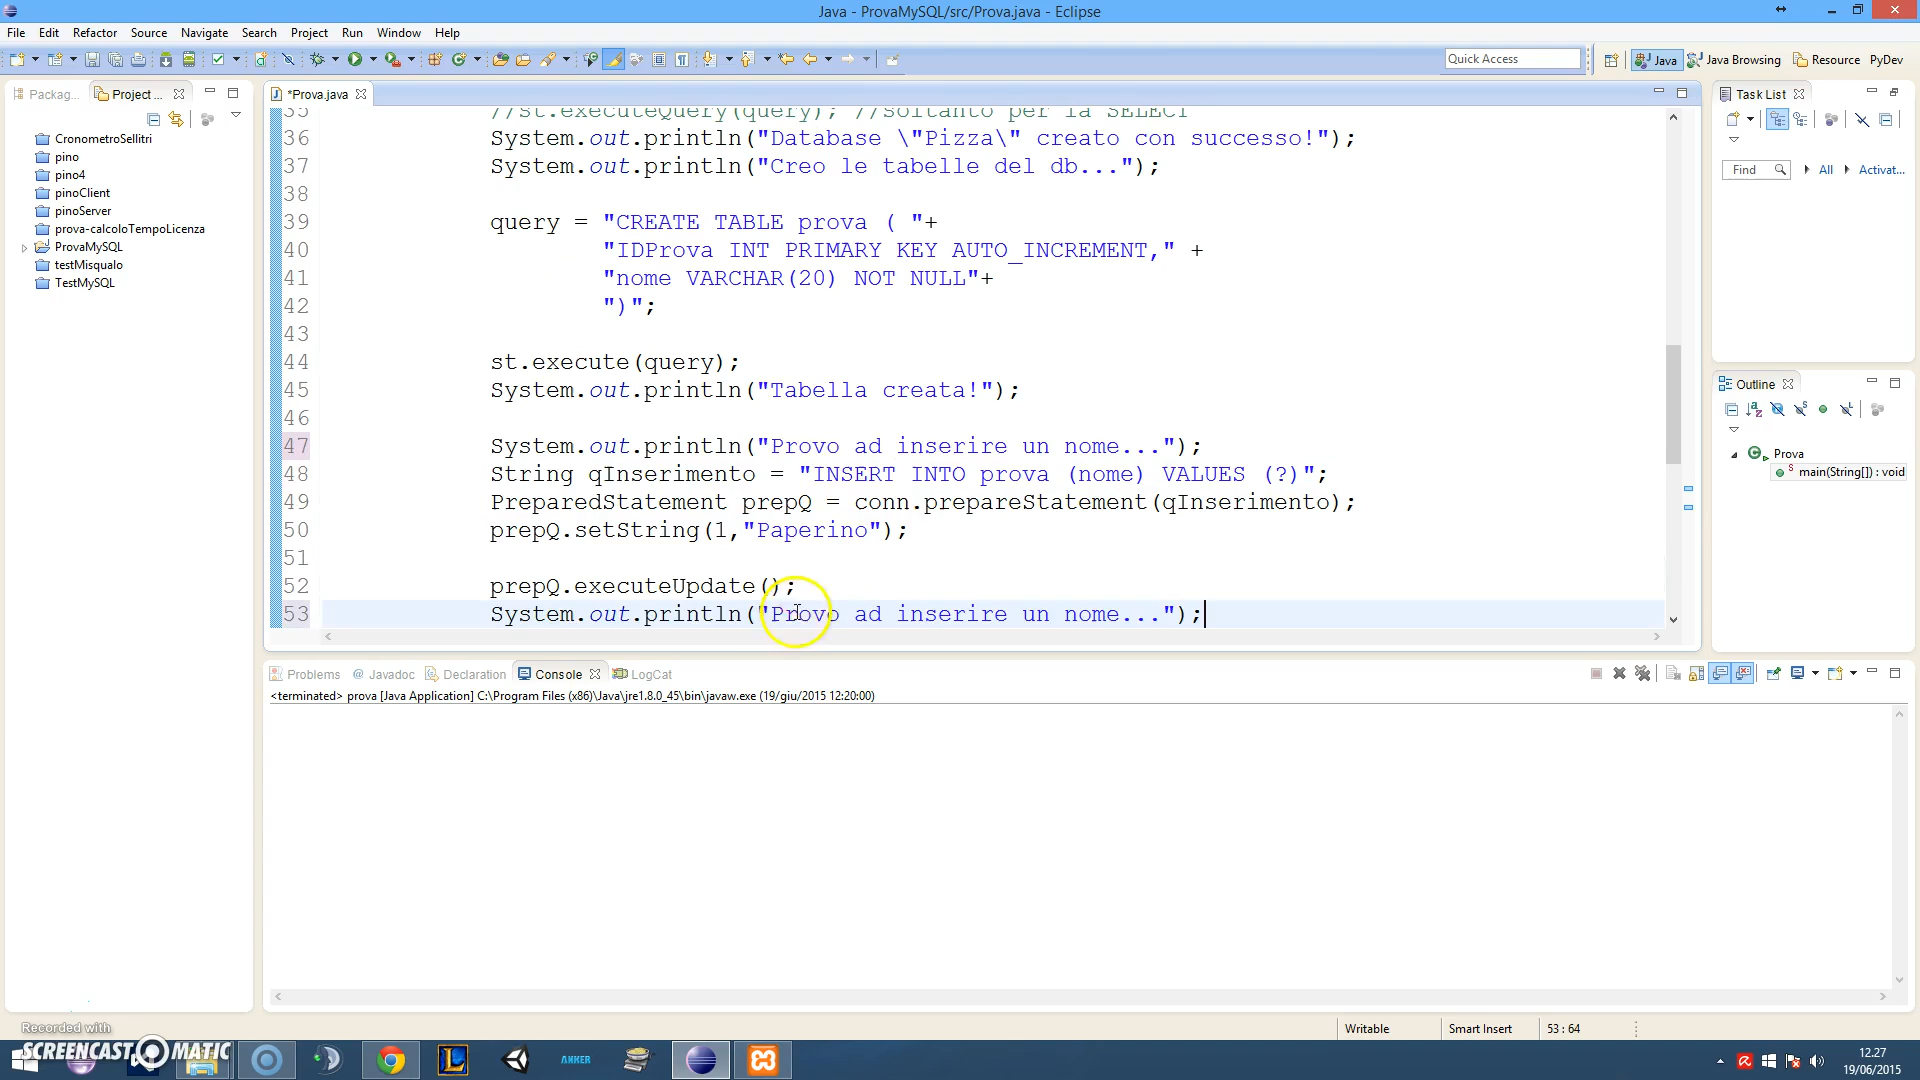 Java - ProvaMySQL/src/Prova.java - Eclipse
File Edit Refactor Source Navigate Search Project Run Window Help
Quick Access
Java
Java Browsing
Resource
PyDev
Packag...
Project ...
CronometroSellitri
pino
pino4
pinoClient
pinoServer
prova-calcoloTempoLicenza
ProvaMySQL
testMisqualo
TestMySQL
*Prova.java
35 //st.executeQuery(query); //soltanto per la SELECT
36 System.out.println("Database \"Pizza\" creato con successo!");
37 System.out.println("Creo le tabelle del db...");
38
39 query = "CREATE TABLE prova ( "+
40 "IDProva INT PRIMARY KEY AUTO_INCREMENT," +
41 "nome VARCHAR(20) NOT NULL"+
42 ")";
43
44 st.execute(query);
45 System.out.println("Tabella creata!");
46
47 System.out.println("Provo ad inserire un nome...");
48 String qInserimento = "INSERT INTO prova (nome) VALUES (?)";
49 PreparedStatement prepQ = conn.prepareStatement(qInserimento);
50 prepQ.setString(1,"Paperino");
51
52 prepQ.executeUpdate();
53 System.out.println("Provo ad inserire un nome...");
Task List
Find
All
Activat...
Outline
Prova
main(String[]) : void
Problems
@ Javadoc
Declaration
Console
LogCat
<terminated> prova [Java Application] C:\Program Files (x86)\Java\jre1.8.0_45\bin\javaw.exe (19/giu/2015 12:20:00)
Writable
Smart Insert
53 : 64
Recorded with
SCREENCAST MATIC
ANKER
12.27
19/06/2015